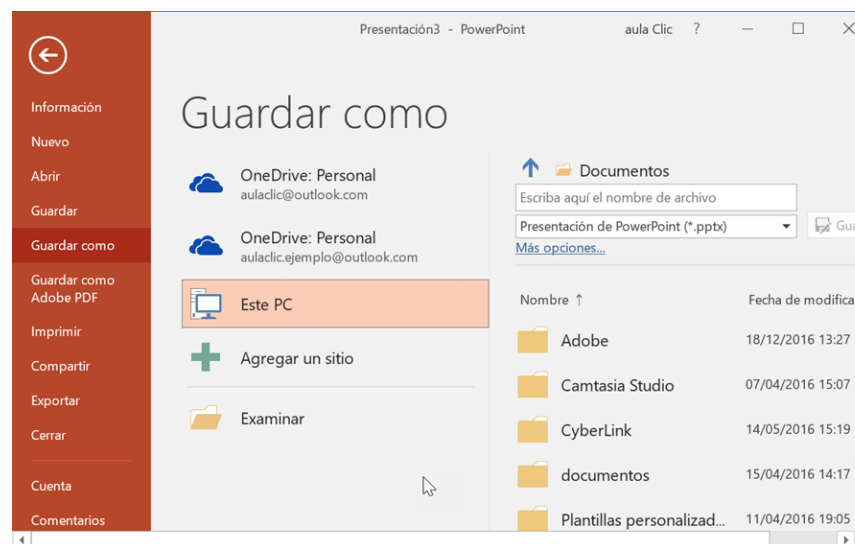 Presentación3 - PowerPoint
aula Clic ?
Información
Nuevo
Abrir
Guardar
Guardar como
Guardar como
Adobe PDF
Imprimir
Compartir
Exportar
Cerrar
Cuenta
Comentarios
Guardar como
OneDrive: Personal
aulaclic@outlook.com
OneDrive: Personal
aulaclic.ejemplo@outlook.com
Este PC
Agregar un sitio
Examinar
Documentos
Escriba aquí el nombre de archivo
Presentación de PowerPoint (*.pptx)
Gua
Más opciones...
Nombre ↑ Fecha de modifica
Adobe 18/12/2016 13:27
Camtasia Studio 07/04/2016 15:07
CyberLink 14/05/2016 15:19
documentos 15/04/2016 14:17
Plantillas personalizad... 11/04/2016 19:05